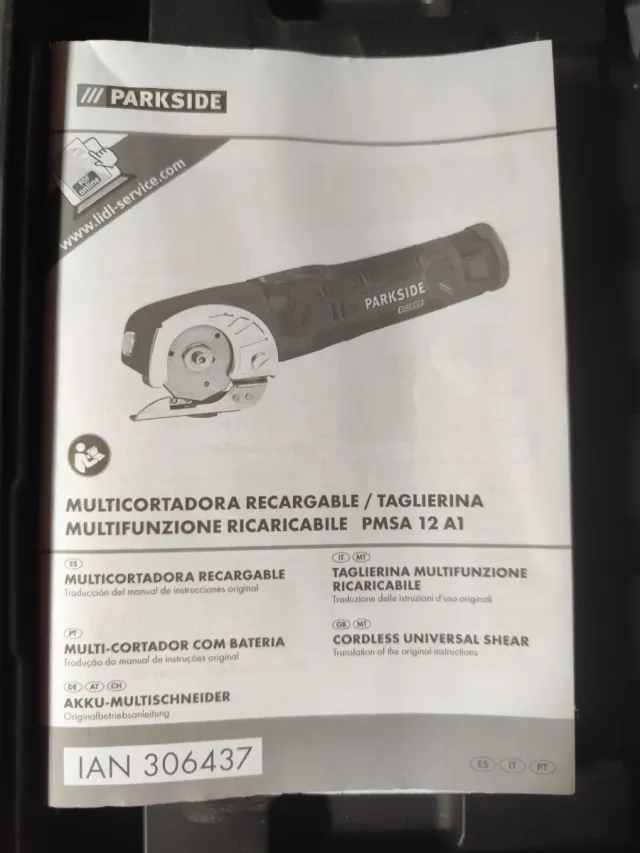 /// PARKSIDE
PDF
online
www.lidl-service.com
PARKSIDE
MULTICORTADORA RECARGABLE / TAGLIERINA
MULTIFUNZIONE RICARICABILE PMSA 12 A1
ES
MULTICORTADORA RECARGABLE
Traducción del manual de instrucciones original
IT MT
TAGLIERINA MULTIFUNZIONE
RICARICABILE
Traduzione delle istruzioni d'uso originali
PT
MULTI-CORTADOR COM BATERIA
Tradução do manual de instruções original
GB MT
CORDLESS UNIVERSAL SHEAR
Translation of the original instructions
DE AT CH
AKKU-MULTISCHNEIDER
Originalbetriebsanleitung
IAN 306437
ES IT PT